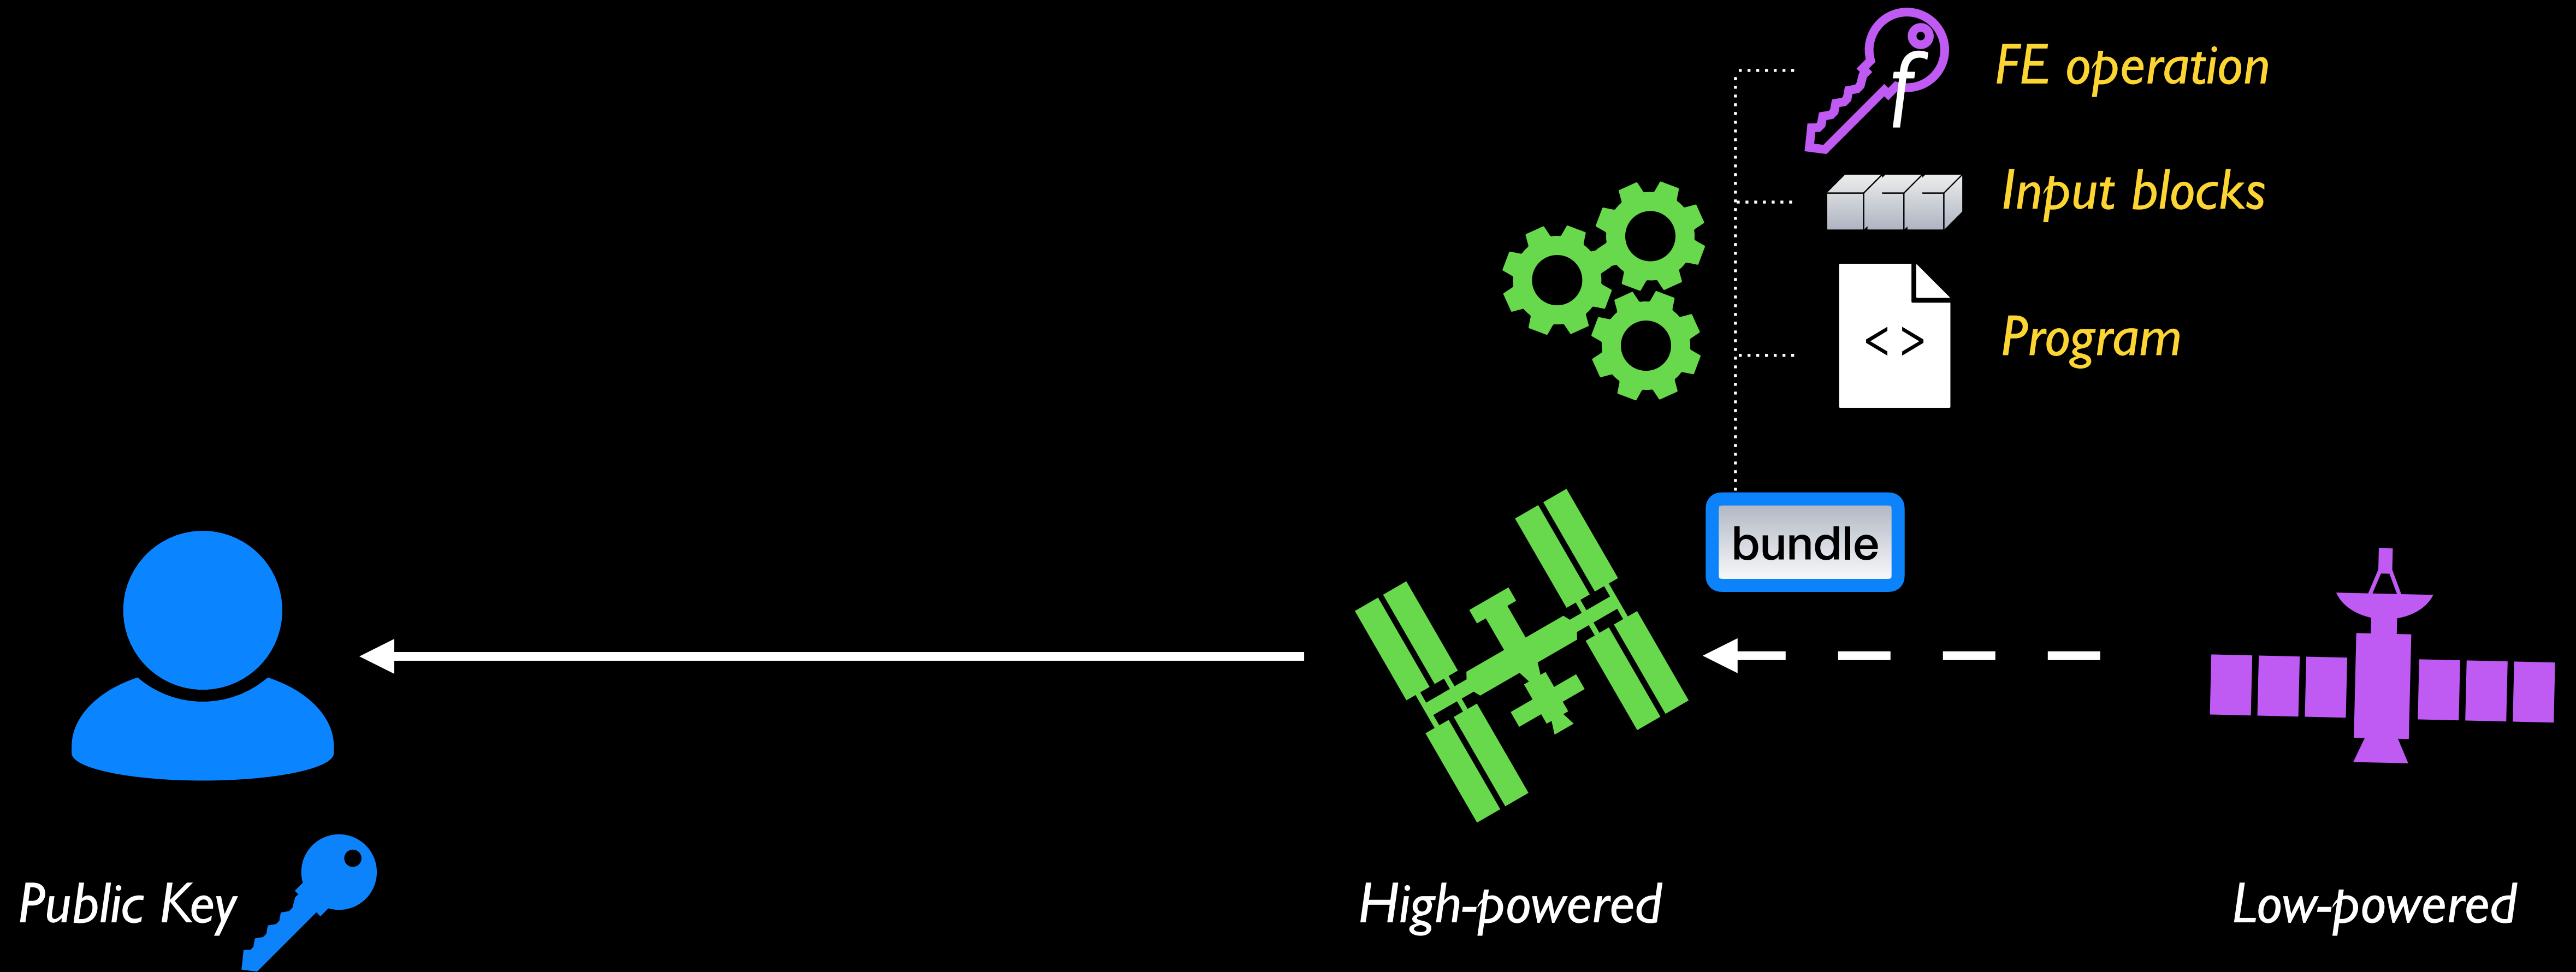 FE operation
f
Input blocks
< >
Program
bundle
Public Key
High-powered
Low-powered